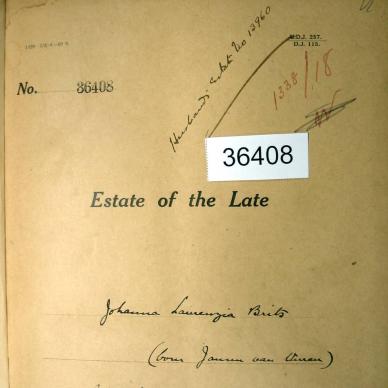 U.D.J. 257.
D.J. 115.
Husband's Estate No 13960
1338/18
No. 36408
36408
Estate of the Late
Johanna Laurenzia Brits
(born Jansen van Vuuren)